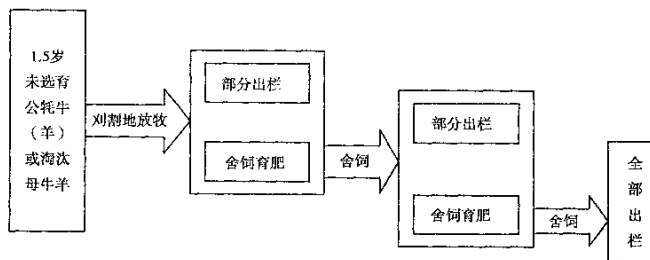 1.5岁
未选育
公牦牛
（羊）
或淘汰
母牛羊
刈割地放牧
部分出栏
舍饲育肥
舍饲
部分出栏
舍饲育肥
舍饲
全
部
出
栏